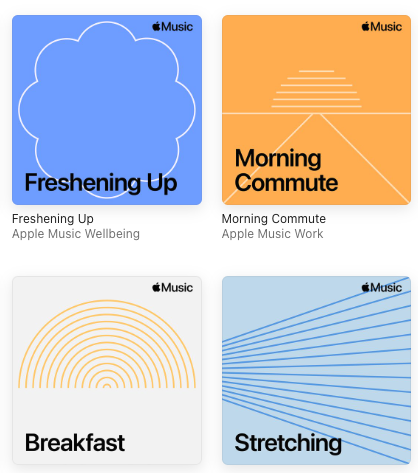 Music
Freshening Up
Freshening Up
Apple Music Wellbeing
Music
Morning
Commute
Morning Commute
Apple Music Work
Music
Breakfast
Music
Stretching